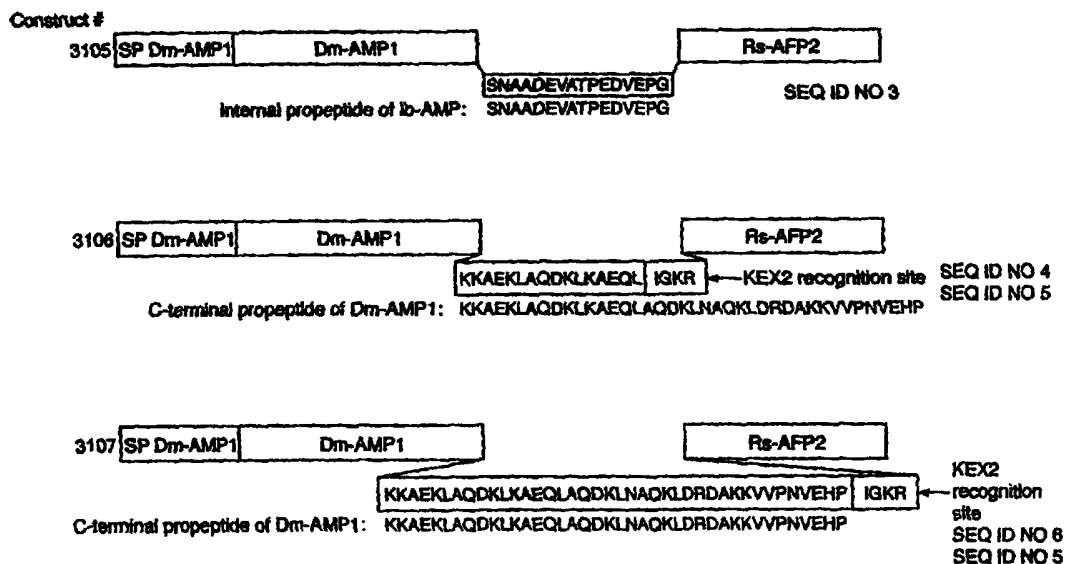 Construct #
3105 SP Dm-AMP1 Dm-AMP1 Rs-AFP2
SNAADEVATPEDVEPG SEQ ID NO 3
Internal propeptide of Ib-AMP: SNAADEVATPEDVEPG
3106 SP Dm-AMP1 Dm-AMP1 Rs-AFP2
KKAEKLAQDKLKAEQL IGKR KEX2 recognition site SEQ ID NO 4
SEQ ID NO 5
C-terminal propeptide of Dm-AMP1: KKAEKLAQDKLKAEQLAQDKLNAQKLDRDAKKVVPNVEHP
3107 SP Dm-AMP1 Dm-AMP1 Rs-AFP2
KKAEKLAQDKLKAEQLAQDKLNAQKLDRDAKKVVPNVEHP IGKR KEX2
recognition
site
C-terminal propeptide of Dm-AMP1: KKAEKLAQDKLKAEQLAQDKLNAQKLDRDAKKVVPNVEHP
SEQ ID NO 6
SEQ ID NO 5